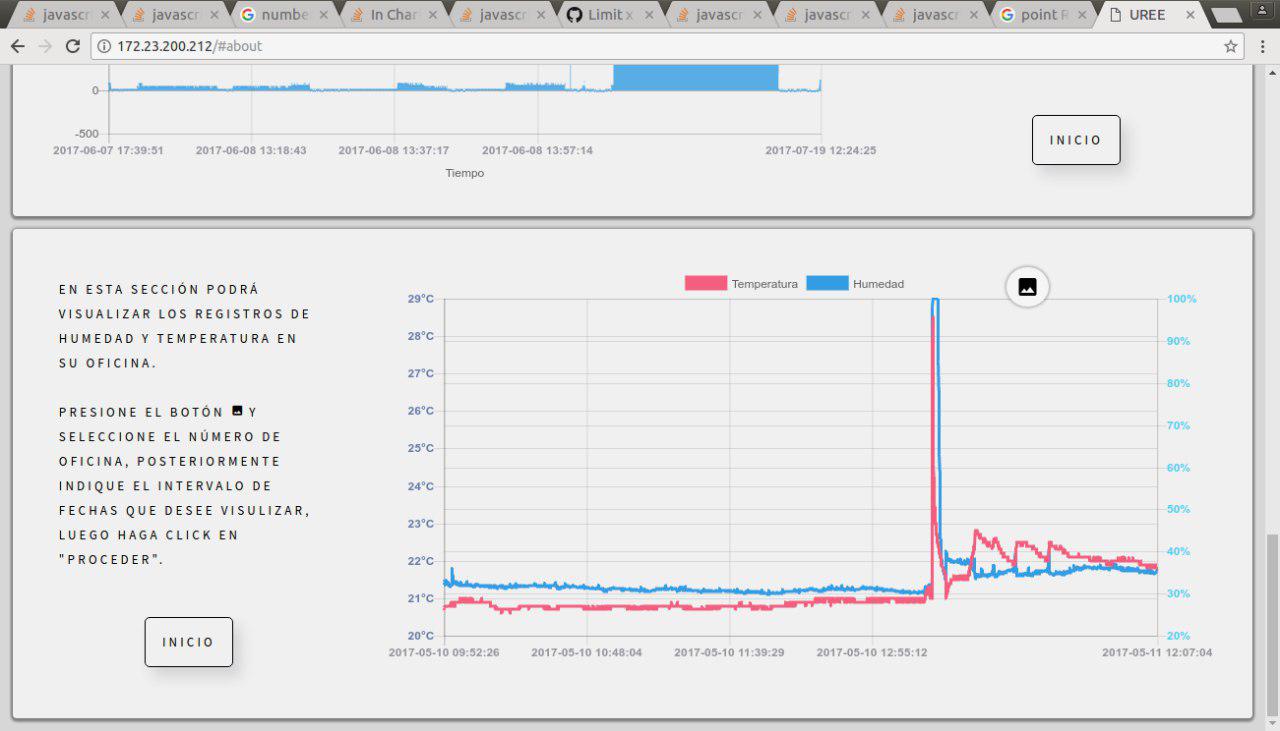 javascr
javascr
numbe
In Char
javascr
Limit x
javascr
javascr
javascr
point R
UREE
172.23.200.212/#about
0
-500
2017-06-07 17:39:51 2017-06-08 13:18:43 2017-06-08 13:37:17 2017-06-08 13:57:14 2017-07-19 12:24:25
Tiempo
INICIO
EN ESTA SECCIÓN PODRÁ
VISUALIZAR LOS REGISTROS DE
HUMEDAD Y TEMPERATURA EN
SU OFICINA.
PRESIONE EL BOTÓN Y
SELECCIONE EL NÚMERO DE
OFICINA, POSTERIORMENTE
INDIQUE EL INTERVALO DE
FECHAS QUE DESEE VISULIZAR,
LUEGO HAGA CLICK EN
"PROCEDER".
INICIO
Temperatura Humedad
29°C
28°C
27°C
26°C
25°C
24°C
23°C
22°C
21°C
20°C
100%
90%
80%
70%
60%
50%
40%
30%
20%
2017-05-10 09:52:26 2017-05-10 10:48:04 2017-05-10 11:39:29 2017-05-10 12:55:12 2017-05-11 12:07:04